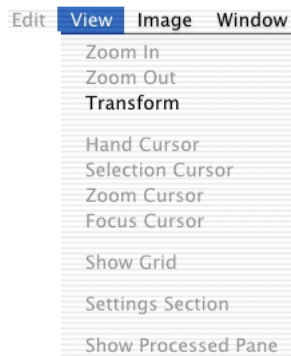 Edit View Image Window
Zoom In
Zoom Out
Transform
Hand Cursor
Selection Cursor
Zoom Cursor
Focus Cursor
Show Grid
Settings Section
Show Processed Pane